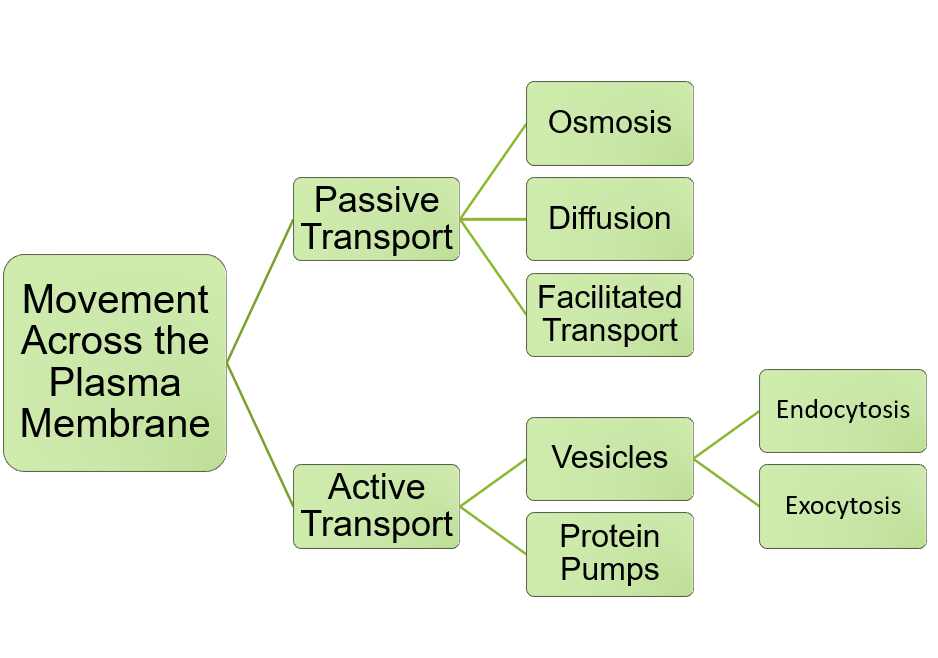 Movement
Across the
Plasma
Membrane
Passive
Transport
Osmosis
Diffusion
Facilitated
Transport
Active
Transport
Vesicles
Endocytosis
Exocytosis
Protein
Pumps